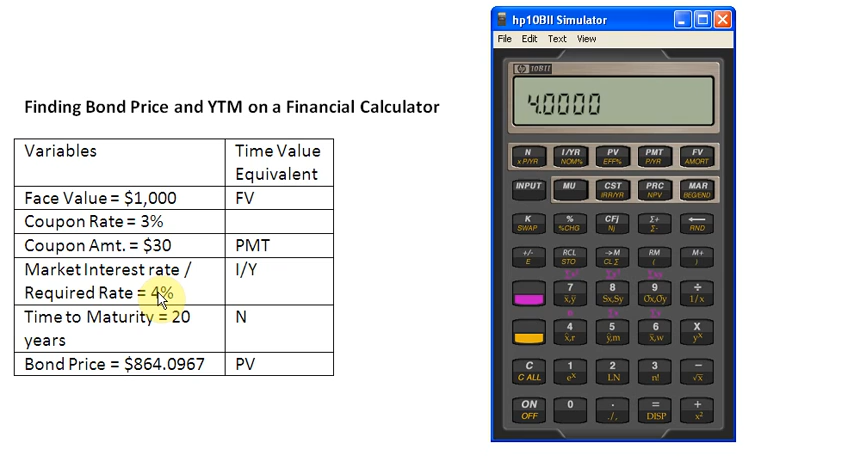 Finding Bond Price and YTM on a Financial Calculator
Variables
Time Value
Equivalent
Face Value = $1,000
FV
Coupon Rate = 3%
Coupon Amt. = $30
PMT
Market Interest rate /
Required Rate = 4%
I/Y
Time to Maturity = 20
years
N
Bond Price = $864.0967
PV
hp10BII Simulator
File Edit Text View
hp 10BII
4.0000
N I/YR PV PMT FV
x P/YR NOM% EFF% P/YR AMORT
INPUT MU CST PRC MAR
IRR/YR NPV BEG/END
K % CFj Σ+ ←
SWAP %CHG Nj Σ- RND
+/- RCL →M RM M+
E STO CL Σ ( )
7 8 9 ÷
x̄,ȳ Sx,Sy σx,σy 1/x
4 5 6 X
x̂,r ŷ,m x̄,w yˣ
C 1 2 3 −
C ALL eˣ LN n! √x
ON 0 . = +
OFF ./, DISP x²